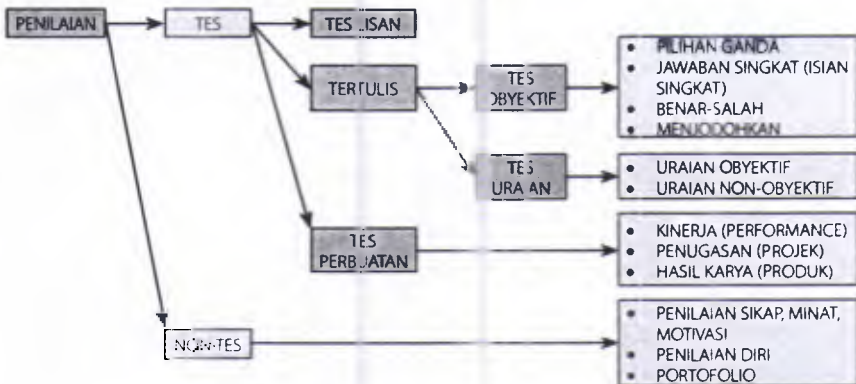 PENILAIAN
TES
TES LISAN
TERTULIS
TES
OBYEKTIF
• PILIHAN GANDA
• JAWABAN SINGKAT (ISIAN
SINGKAT)
• BENAR-SALAH
• MENJODOHKAN
TES
URAIAN
• URAIAN OBYEKTIF
• URAIAN NON-OBYEKTIF
TES
PERBUATAN
• KINERJA (PERFORMANCE)
• PENUGASAN (PROJEK)
• HASIL KARYA (PRODUK)
NON-TES
• PENILAIAN SIKAP, MINAT,
MOTIVASI
• PENILAIAN DIRI
• PORTOFOLIO